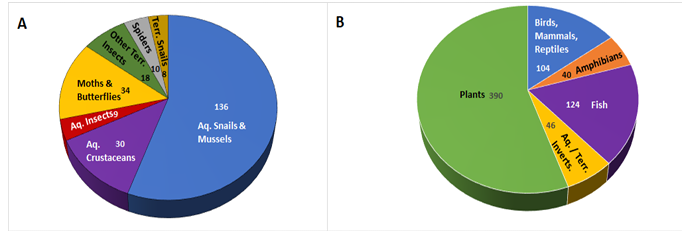 A
136
Aq. Snails &
Mussels
30
Aq.
Crustaceans
Aq. Insects9
Moths &
Butterflies
34
Other Terr.
Insects
18
Spiders
10
Terr. Snails
8
B
Birds,
Mammals,
Reptiles
104
Amphibians
40
Fish
124
Aq. / Terr.
Inverts.
46
Plants 390